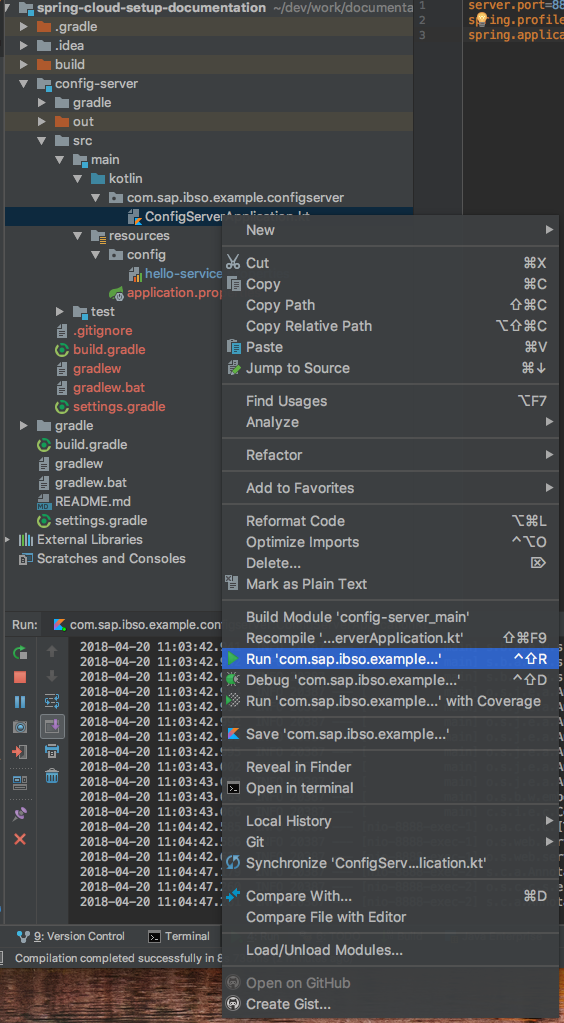 spring-cloud-setup-documentation ~/dev/work/documenta
.gradle
.idea
build
config-server
gradle
out
src
main
kotlin
com.sap.ibso.example.configserver
ConfigServerApplication.kt
resources
config
hello-service
application.prop
test
.gitignore
build.gradle
gradlew
gradlew.bat
settings.gradle
gradle
build.gradle
gradlew
gradlew.bat
README.md
settings.gradle
External Libraries
Scratches and Consoles
1 server.port=88
2 spring.profile
3 spring.applica
New
Cut ⌘X
Copy ⌘C
Copy Path ⇧⌘C
Copy Relative Path ⌥⇧⌘C
Paste ⌘V
Jump to Source ⌘↓
Find Usages ⌥F7
Analyze
Refactor
Add to Favorites
Reformat Code ⌥⌘L
Optimize Imports ^⌥O
Delete... ⌦
Mark as Plain Text
Build Module 'config-server_main'
Recompile '...erverApplication.kt' ⇧⌘F9
Run 'com.sap.ibso.example...' ^⇧R
Debug 'com.sap.ibso.example...' ^⇧D
Run 'com.sap.ibso.example...' with Coverage
Save 'com.sap.ibso.example...'
Reveal in Finder
Open in terminal
Local History
Git
Synchronize 'ConfigServ...lication.kt'
Compare With... ⌘D
Compare File with Editor
Load/Unload Modules...
Open on GitHub
Create Gist...
Run: com.sap.ibso.example.con
2018-04-20 11:03:42.9
2018-04-20 11:03:42.9
2018-04-20 11:03:42.9
2018-04-20 11:03:42.9
2018-04-20 11:03:42.9
2018-04-20 11:03:42.9
2018-04-20 11:03:42.9
2018-04-20 11:03:43.0
2018-04-20 11:03:43.0
2018-04-20 11:03:43.0
2018-04-20 11:04:42.5
2018-04-20 11:04:42.5
2018-04-20 11:04:42.6
2018-04-20 11:04:47.
2018-04-20 11:04:47.
2018-04-20 11:04:47.
9: Version Control Terminal
Compilation completed successfully in 8